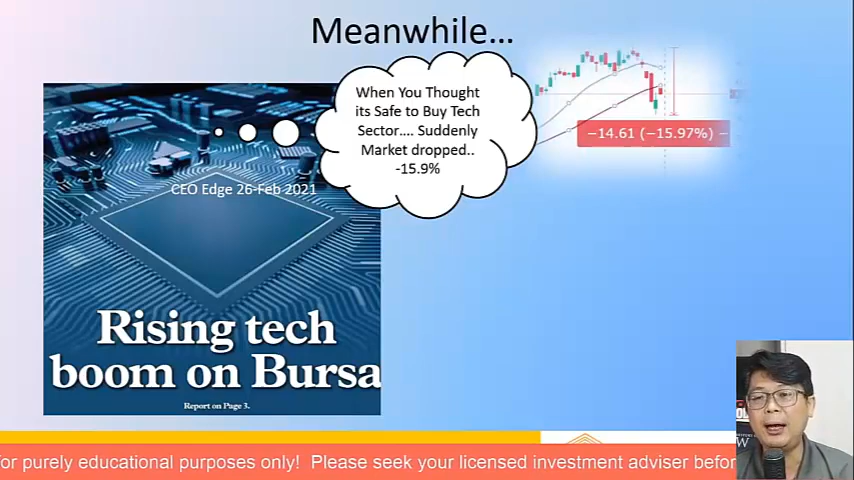 Meanwhile...
When You Thought
its Safe to Buy Tech
Sector.... Suddenly
Market dropped..
-15.9%
−14.61 (−15.97%) −
CEO Edge 26-Feb 2021
Rising tech
boom on Bursa
Report on Page 3.
for purely educational purposes only! Please seek your licensed investment adviser befor